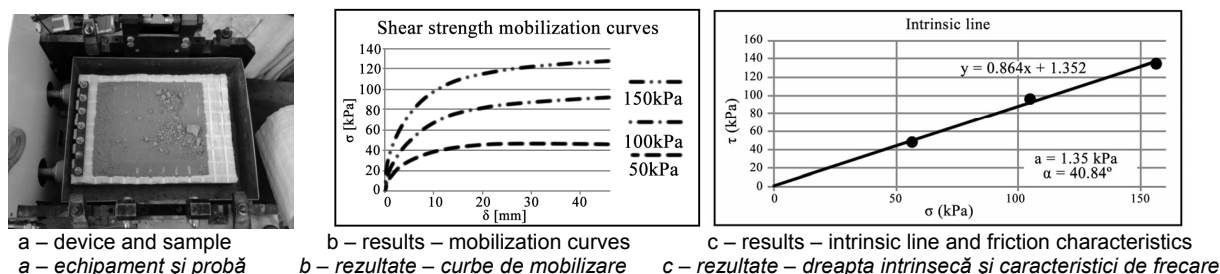 Shear strength mobilization curves
σ [kPa]
140
120
100
80
60
40
20
0
0
10
20
30
40
δ [mm]
150kPa
100kPa
50kPa
Intrinsic line
τ (kPa)
160
140
120
100
80
60
40
20
0
0
50
100
150
σ (kPa)
y = 0.864x + 1.352
a = 1.35 kPa
α = 40.84º
a – device and sample
a – echipament și probă
b – results – mobilization curves
b – rezultate – curbe de mobilizare
c – results – intrinsic line and friction characteristics
c – rezultate – dreapta intrinsecă și caracteristici de frecare